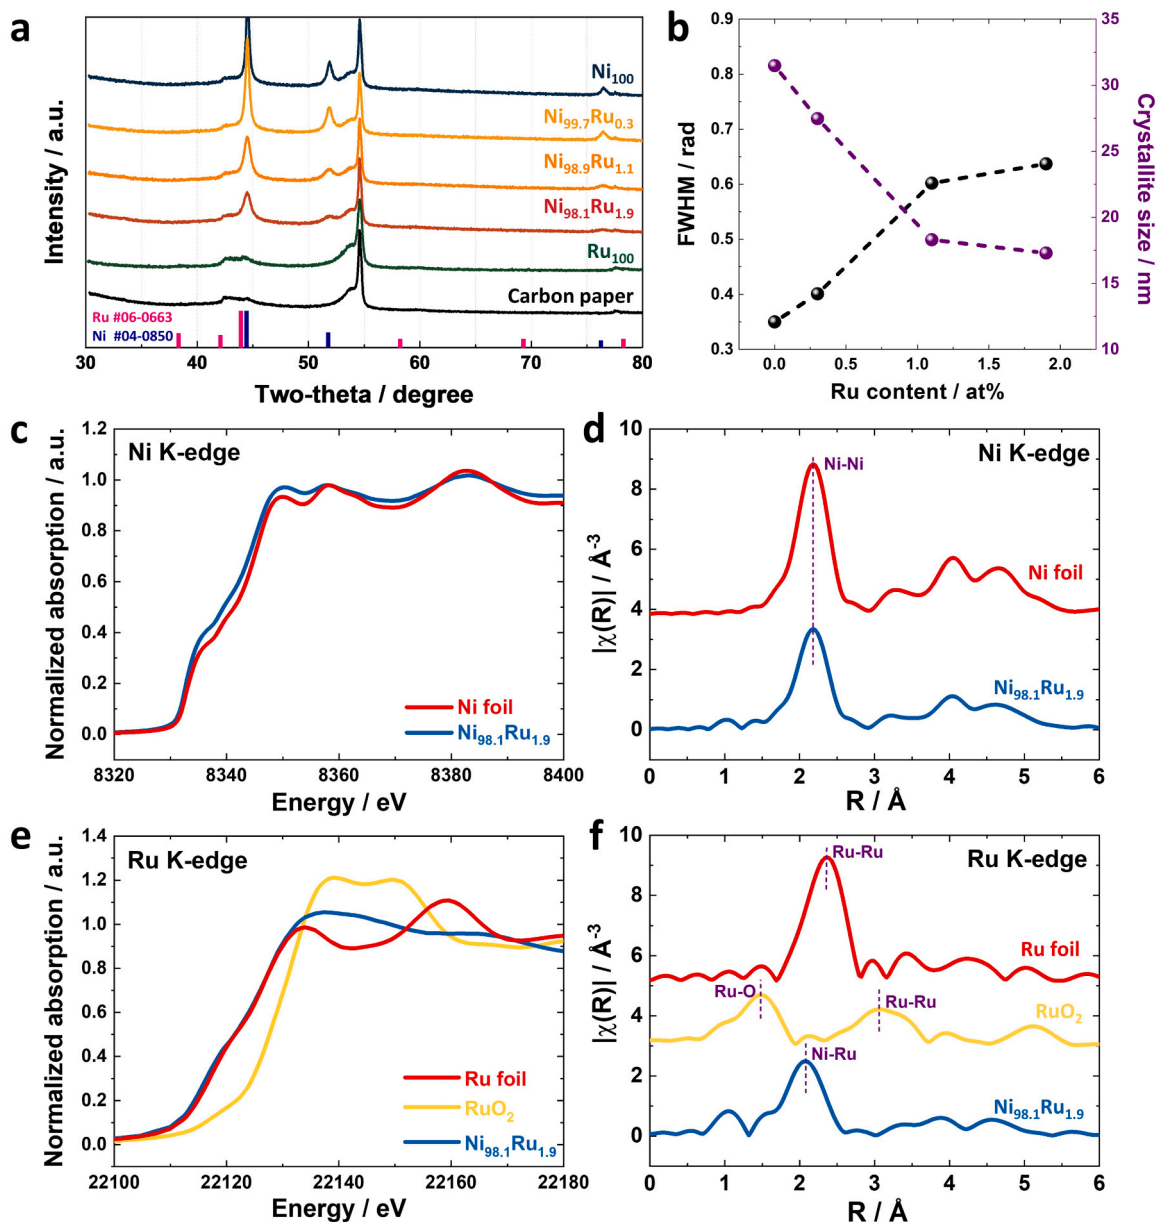 a
Intensity / a.u.
Ni₁₀₀
Ni₉₉.₇Ru₀.₃
Ni₉₈.₉Ru₁.₁
Ni₉₈.₁Ru₁.₉
Ru₁₀₀
Carbon paper
Ru #06-0663
Ni #04-0850
30 40 50 60 70 80
Two-theta / degree
b
FWHM / rad
0.9
0.8
0.7
0.6
0.5
0.4
0.3
35
30
25
20
15
10
Crystallite size / nm
0.0 0.5 1.0 1.5 2.0
Ru content / at%
c
Ni K-edge
Normalized absorption / a.u.
1.2
1.0
0.8
0.6
0.4
0.2
0.0
Ni foil
Ni₉₈.₁Ru₁.₉
8320 8340 8360 8380 8400
Energy / eV
d
Ni K-edge
|χ(R)| / Å⁻³
10
8
6
4
2
0
Ni-Ni
Ni foil
Ni₉₈.₁Ru₁.₉
0 1 2 3 4 5 6
R / Å
e
Ru K-edge
Normalized absorption / a.u.
1.4
1.2
1.0
0.8
0.6
0.4
0.2
0.0
Ru foil
RuO₂
Ni₉₈.₁Ru₁.₉
22100 22120 22140 22160 22180
Energy / eV
f
Ru K-edge
|χ(R)| / Å⁻³
10
8
6
4
2
0
Ru-Ru
Ru foil
Ru-O
Ru-Ru
RuO₂
Ni-Ru
Ni₉₈.₁Ru₁.₉
0 1 2 3 4 5 6
R / Å